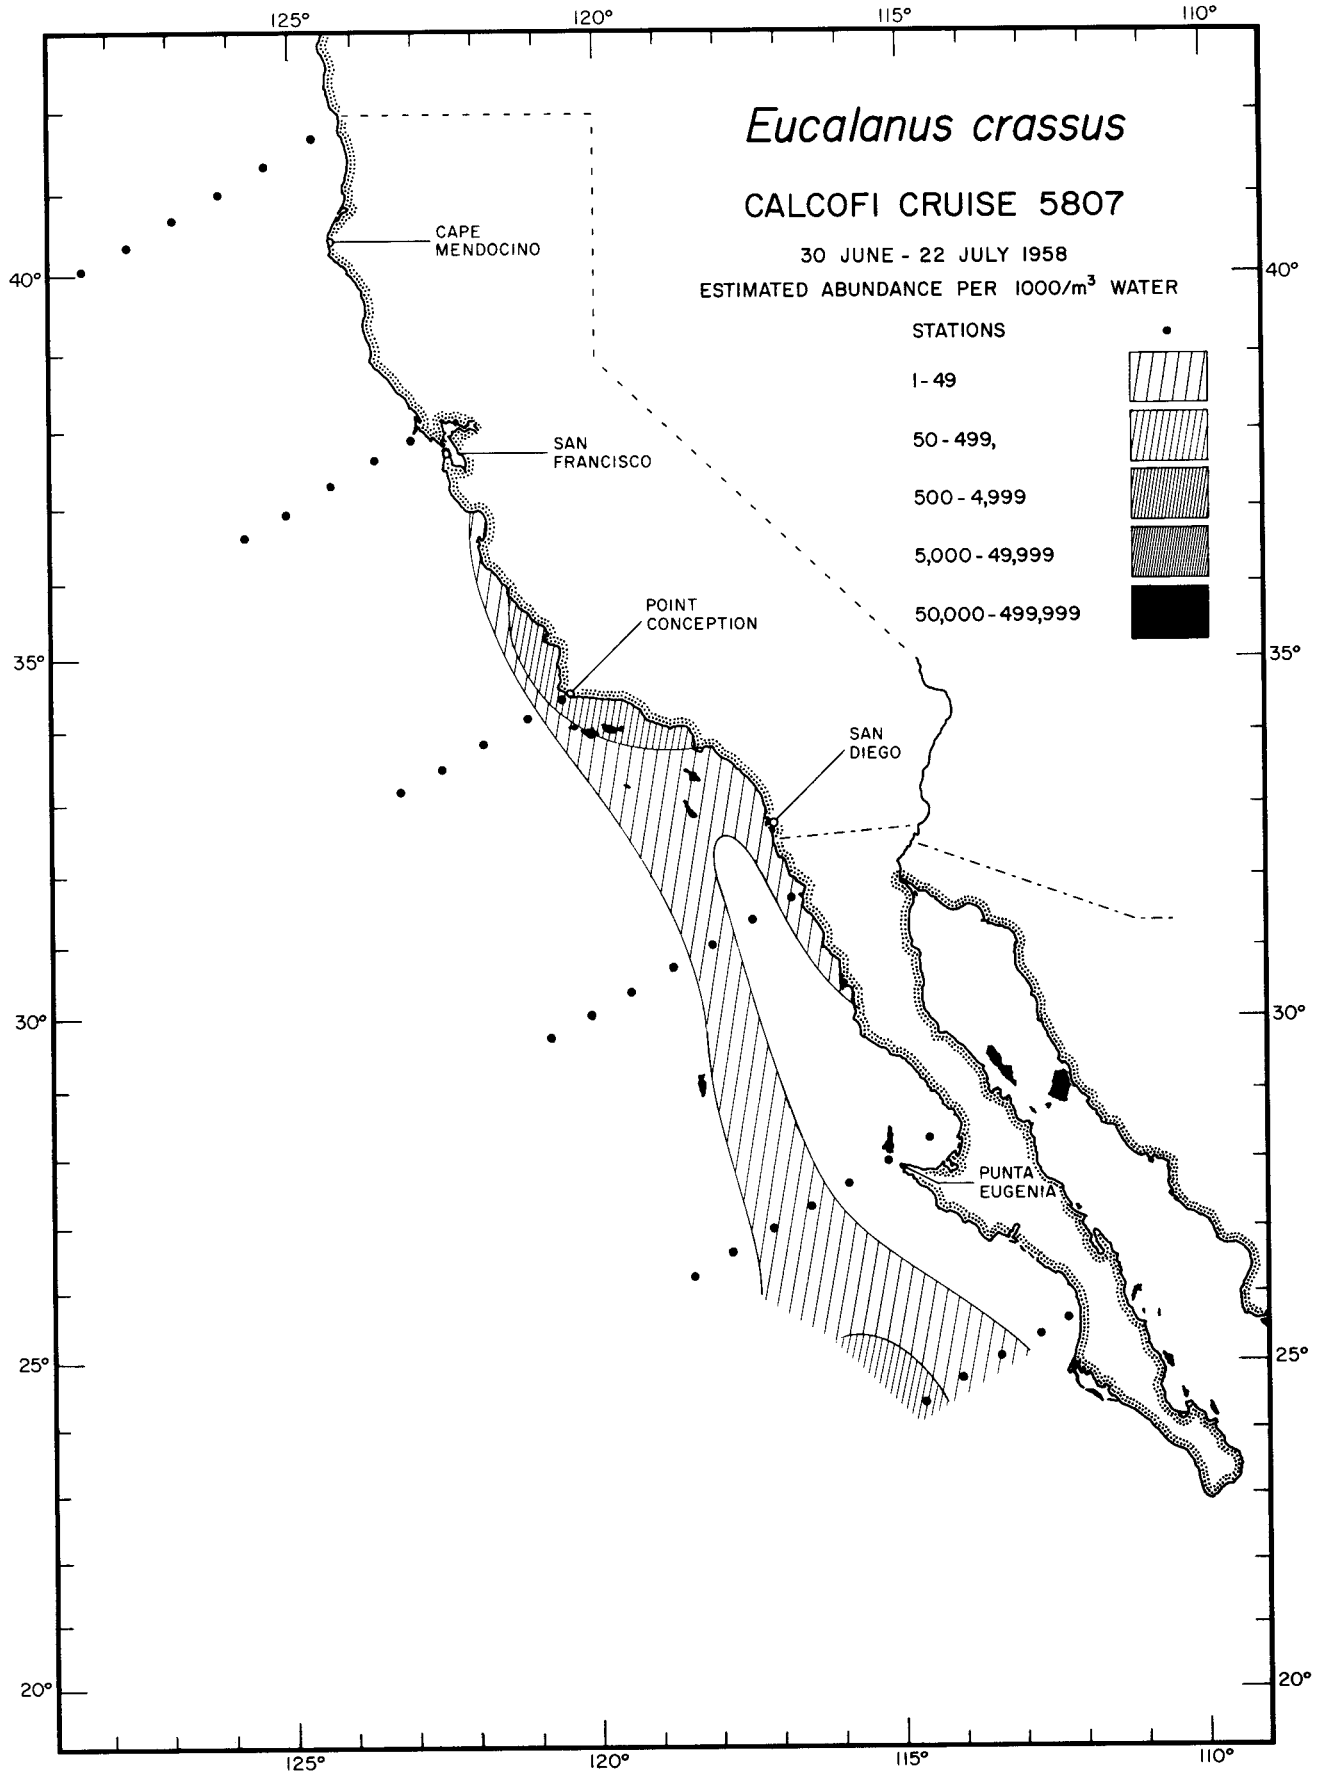 125° 120° 115° 110°
Eucalanus crassus
CALCOFI CRUISE 5807
30 JUNE - 22 JULY 1958
ESTIMATED ABUNDANCE PER 1000/m³ WATER
STATIONS
1-49
50-499,
500-4,999
5,000-49,999
50,000-499,999
CAPE
MENDOCINO
40° 40°
SAN
FRANCISCO
POINT
CONCEPTION
35° 35°
SAN
DIEGO
30° 30°
PUNTA
EUGENIA
25° 25°
20° 20°
125° 120° 115° 110°